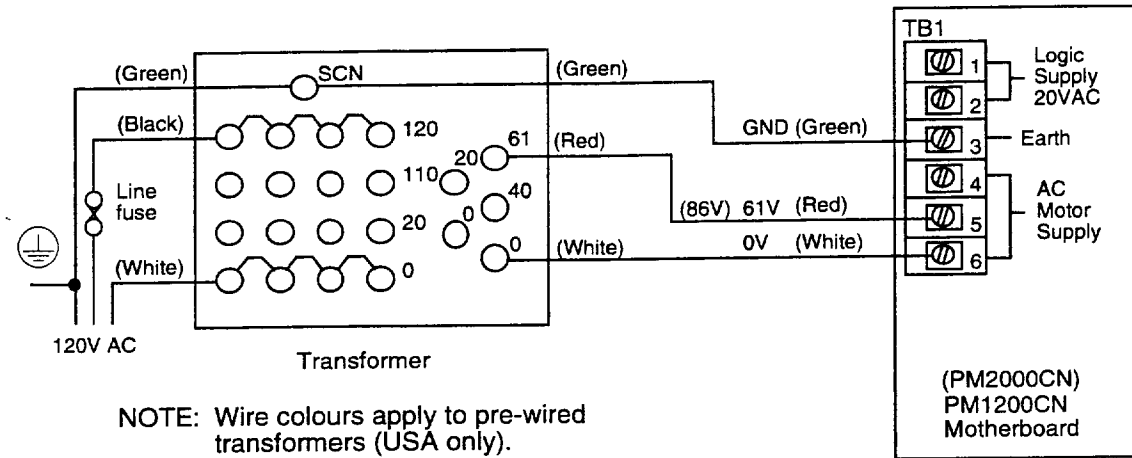 TB1
(Green) SCN (Green)
1 Logic
Supply
20VAC
2
(Black) 120
61 (Red) GND (Green) 3 Earth
20
110 4 AC
Motor
Supply
40
Line
fuse
(86V) 61V (Red) 5
20 0
0V (White) 6
(White) 0 0 (White)
120V AC
Transformer
NOTE: Wire colours apply to pre-wired
transformers (USA only).
(PM2000CN)
PM1200CN
Motherboard